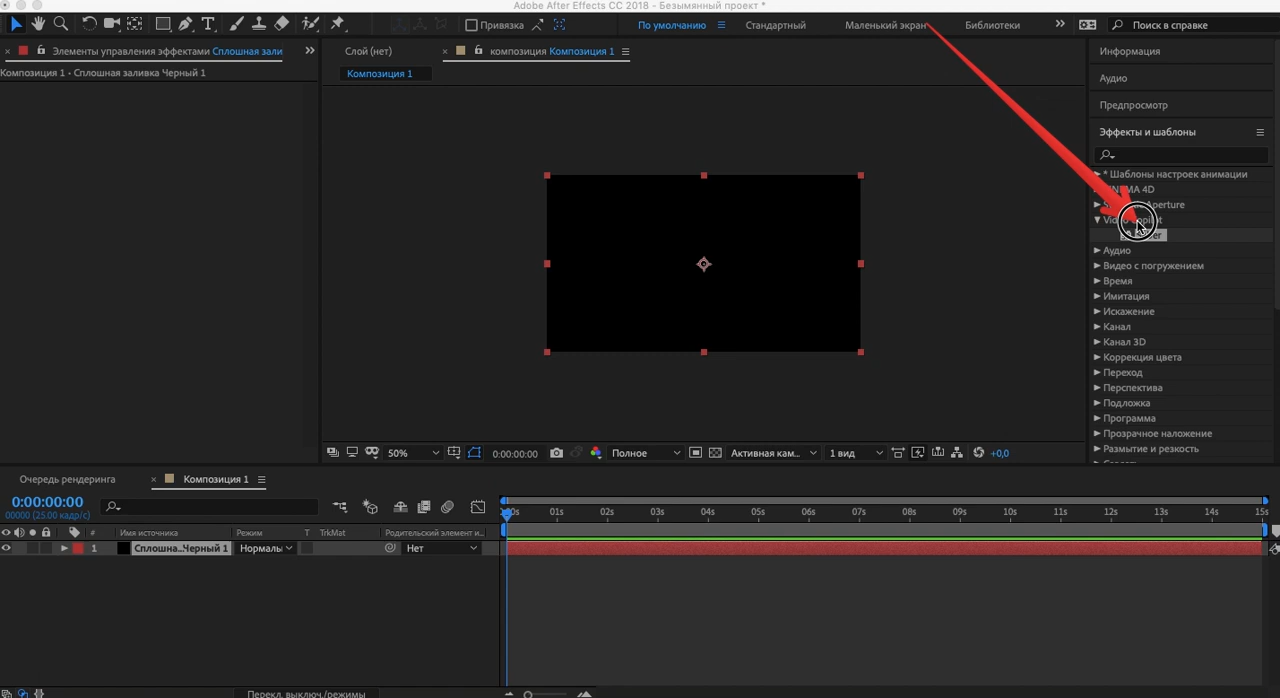 Adobe After Effects CC 2018 - Безымянный проект *
Привязка
По умолчанию
Стандартный
Маленький экран
Библиотеки
Поиск в справке
Элементы управления эффектами Сплошная зали
Композиция 1 • Сплошная заливка Черный 1
Слой (нет)
композиция Композиция 1
Композиция 1
Информация
Аудио
Предпросмотр
Эффекты и шаблоны
* Шаблоны настроек анимации
4D
Aperture
Аудио
Видео с погружением
Время
Имитация
Искажение
Канал
Канал 3D
Коррекция цвета
Переход
Перспектива
Подложка
Программа
Прозрачное наложение
Размытие и резкость
50%
0:00:00:00
Полное
Активная кам...
1 вид
+0,0
Очередь рендеринга
Композиция 1
0:00:00:00
00000 (25.00 кадр/с)
01s 02s 03s 04s 05s 06s 07s 08s 09s 10s 11s 12s 13s 14s 15s
# Имя источника Режим T TrkMat Родительский элемент и...
1 Сплошна...Черный 1 Нормаль Нет
Перекл. выключ./режимы